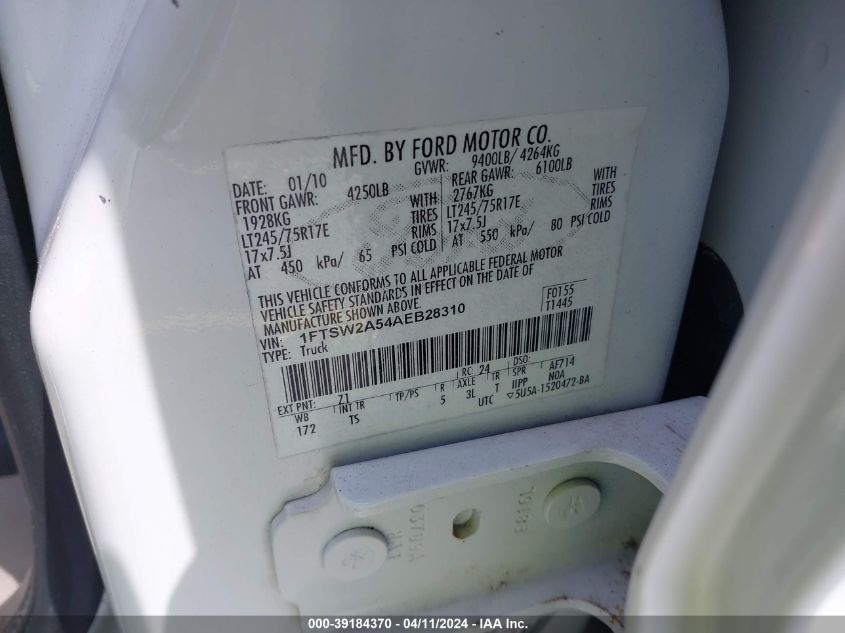 MFD. BY FORD MOTOR CO.
DATE: 01/10 GVWR: 9400LB/ 4264KG
FRONT GAWR: 4250LB REAR GAWR: 6100LB
1928KG WITH 2767KG WITH
LT245/75R17E TIRES LT245/75R17E TIRES
17x7.5J RIMS 17x7.5J RIMS
AT 450 kPa/ 65 PSI COLD AT 550 kPa/ 80 PSI COLD
THIS VEHICLE CONFORMS TO ALL APPLICABLE FEDERAL MOTOR
VEHICLE SAFETY STANDARDS IN EFFECT ON THE DATE OF
MANUFACTURE SHOWN ABOVE.
VIN: 1FTSW2A54AEB28310
TYPE: Truck
F0155
T1445
EXT PNT: Z1 RC: 24 DSO: AF714
WB INT TR TP/PS R AXLE TR SPR N0A
172 TS 5 3L T IIPP
UTC 5U5A-1520472-BA
000-39184370 - 04/11/2024 - IAA Inc.